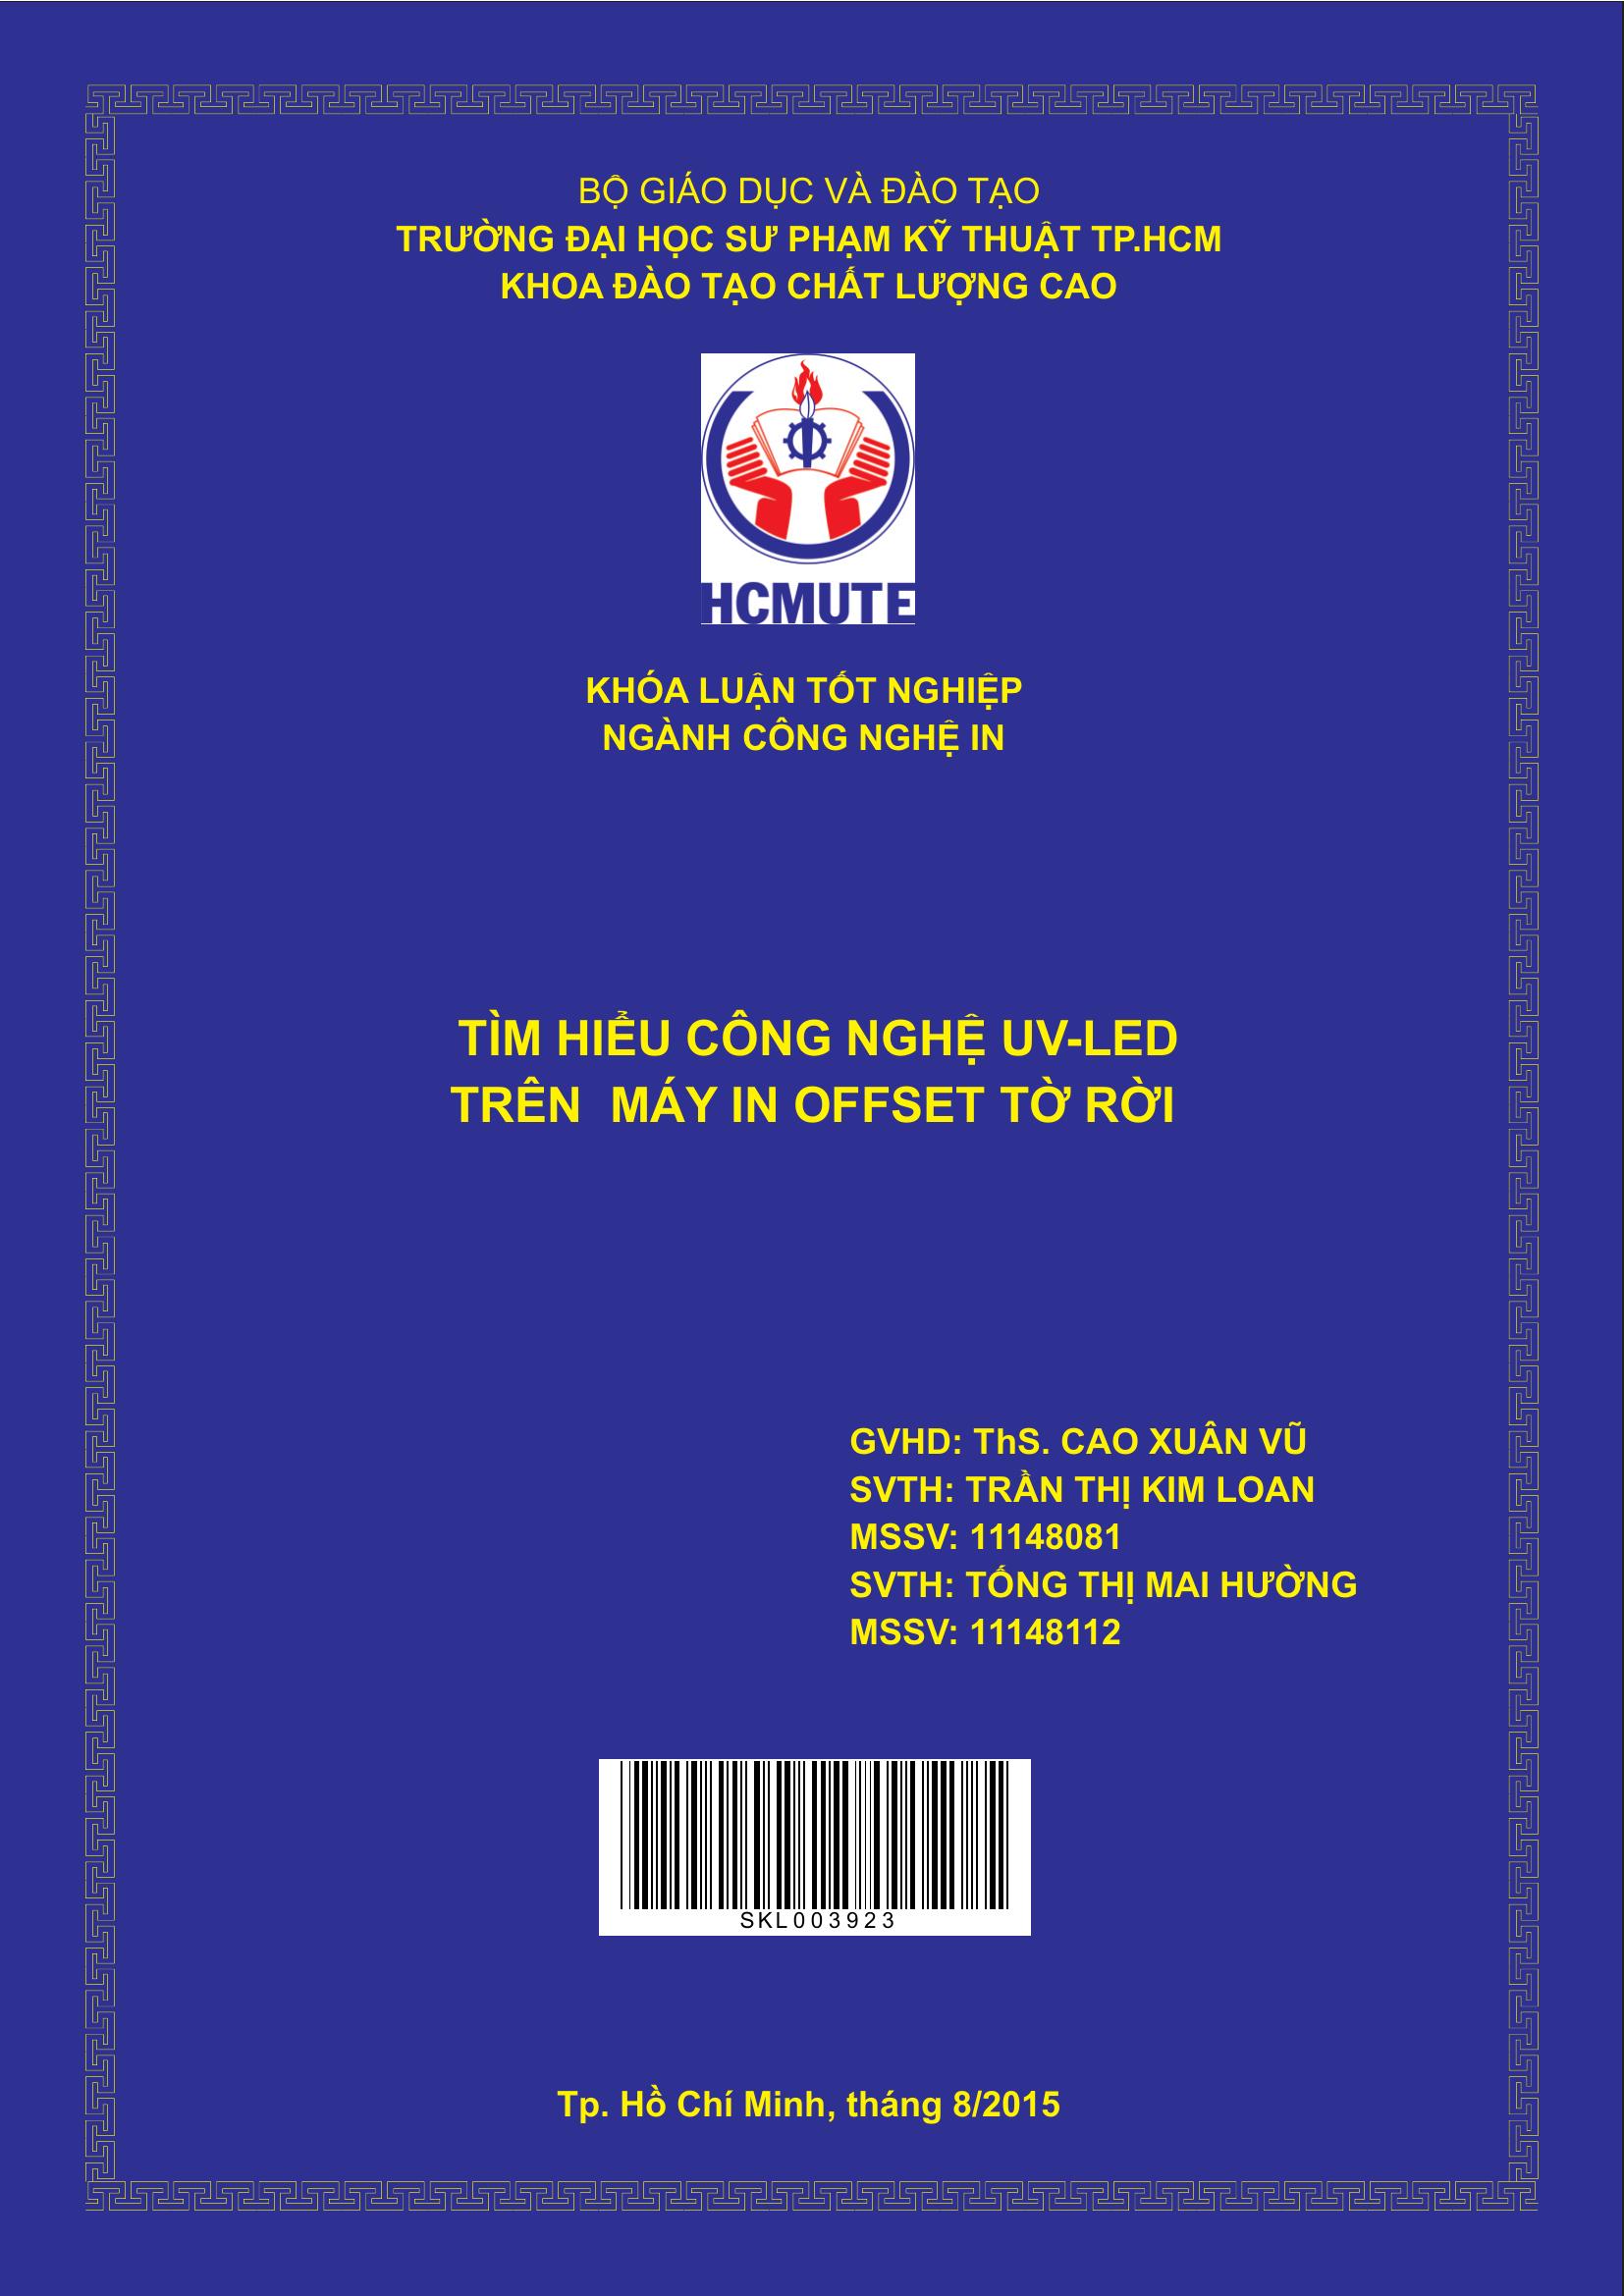 BỘ GIÁO DỤC VÀ ĐÀO TẠO
TRƯỜNG ĐẠI HỌC SƯ PHẠM KỸ THUẬT TP.HCM
KHOA ĐÀO TẠO CHẤT LƯỢNG CAO
HCMUTE
KHÓA LUẬN TỐT NGHIỆP
NGÀNH CÔNG NGHỆ IN
TÌM HIỂU CÔNG NGHỆ UV-LED
TRÊN  MÁY IN OFFSET TỜ RỜI
GVHD: ThS. CAO XUÂN VŨ
SVTH: TRẦN THỊ KIM LOAN
MSSV: 11148081
SVTH: TỐNG THỊ MAI HƯỜNG
MSSV: 11148112
SKL003923
Tp. Hồ Chí Minh, tháng 8/2015